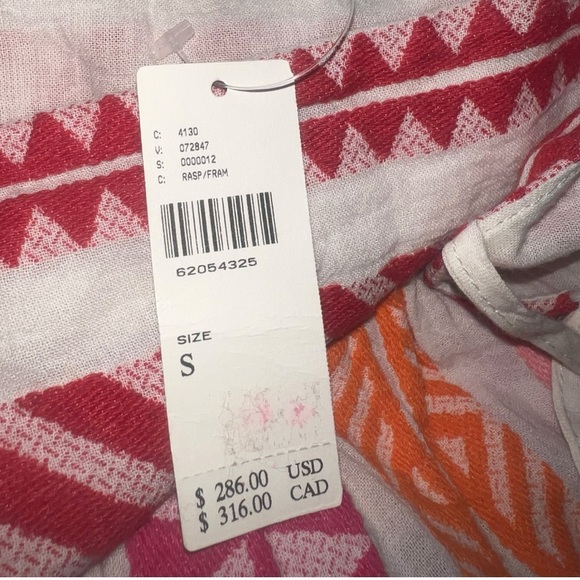 C: 4130
V: 072847
S: 0000012
C: RASP/FRAM
62054325
SIZE
S
$ 286.00 USD
$ 316.00 CAD